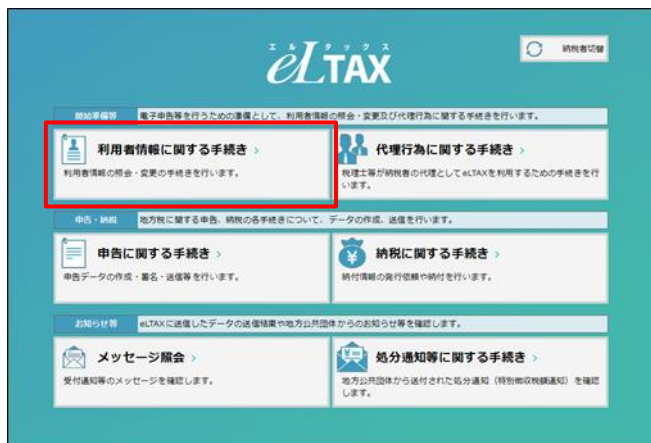 エルタックス
eLTAX
納税者切替
開始準備等
電子申告等を行うための準備として、利用者情報の照会・変更及び代理行為に関する手続きを行います。
利用者情報に関する手続き
利用者情報の照会・変更の手続きを行います。
代理行為に関する手続き
税理士等が納税者の代理としてeLTAXを利用するための手続きを行
います。
申告・納税
地方税に関する申告、納税の各手続きについて、データの作成、送信を行います。
申告に関する手続き
申告データの作成・署名・送信等を行います。
納税に関する手続き
納付情報の発行依頼や納付を行います。
お知らせ等
eLTAXに送信したデータの送信結果や地方公共団体からのお知らせ等を確認します。
メッセージ照会
受付通知等のメッセージを確認します。
処分通知等に関する手続き
地方公共団体から送付された処分通知（特別徴収税額通知）を確認
します。